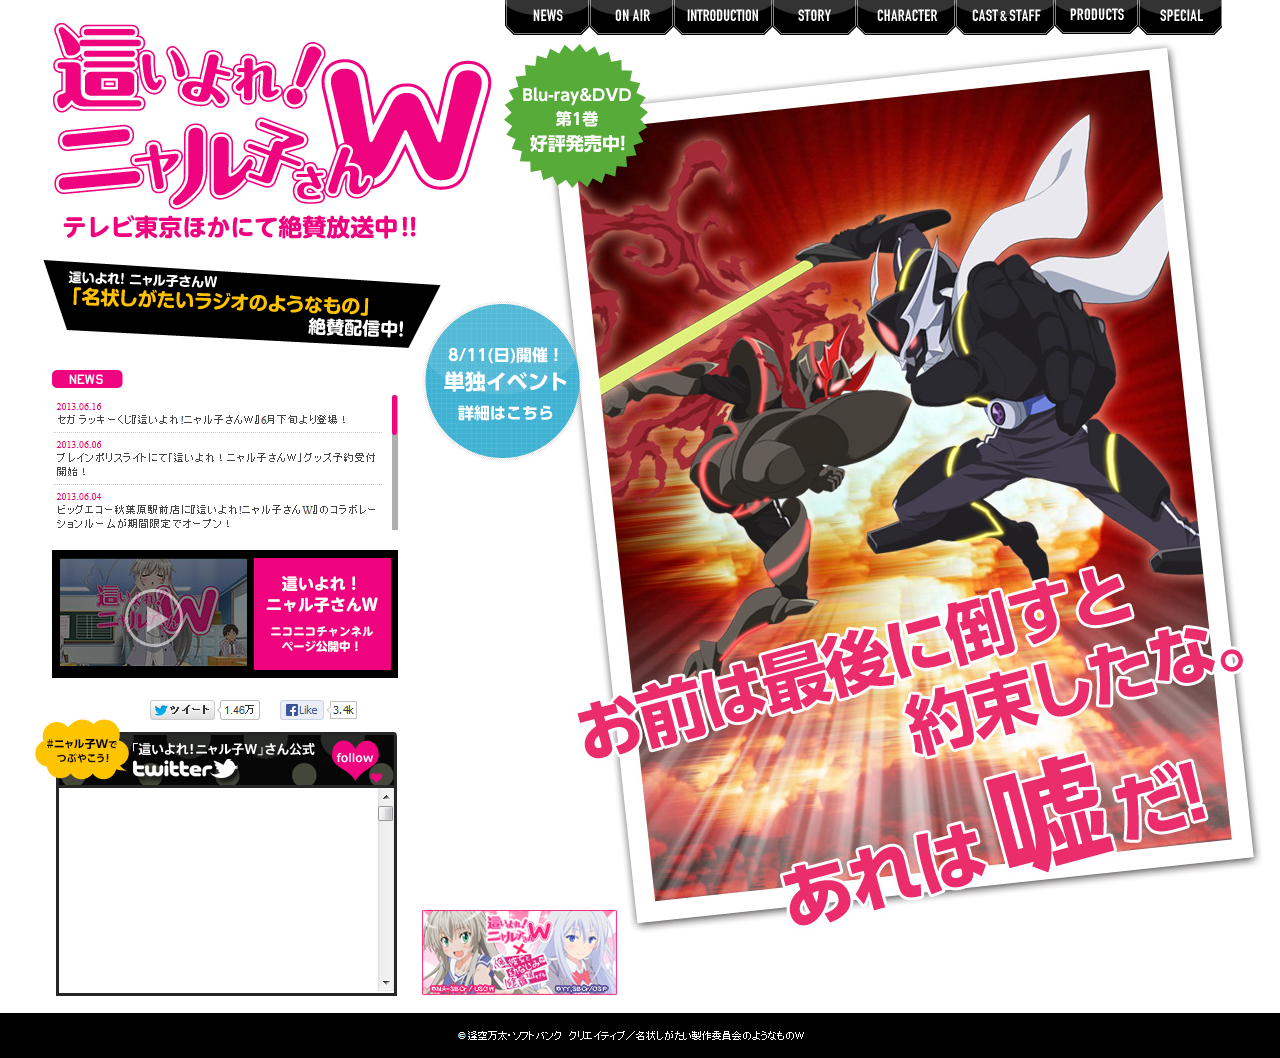 NEWS
ON AIR
INTRODUCTION
STORY
CHARACTER
CAST & STAFF
PRODUCTS
SPECIAL
這いよれ!
ニャル子さんW
テレビ東京ほかにて絶賛放送中!!
Blu-ray&DVD
第1巻
好評発売中!
這いよれ! ニャル子さんW
「名状しがたいラジオのようなもの」
絶賛配信中!
8/11(日)開催！
単独イベント
詳細はこちら
NEWS
2013.06.16
セガ ラッキーくじ『這いよれ!ニャル子さんW』6月下旬より登場！
2013.06.06
ブレインポリスライトにて「這いよれ！ニャル子さんW」グッズ予約受付
開始！
2013.06.04
ビッグエコー秋葉原駅前店に『這いよれ!ニャル子さんW』のコラボレー
ションルームが期間限定でオープン！
這いよれ!
ニャル子さんW
這いよれ！
ニャル子さんW
ニコニコチャンネル
ページ公開中！
ツイート
1.46万
Like
3.4k
#ニャル子Wで
つぶやこう!
「這いよれ!ニャル子W」さん公式
twitter
follow
お前は最後に倒すと
約束したな。
あれは嘘だ!
這いよれ!
ニャル子さんW
×
©MA・SBCr/USOW
©YY,SBCr/OSP
© 逢空万太・ソフトバンク クリエイティブ／名状しがたい製作委員会のようなものW